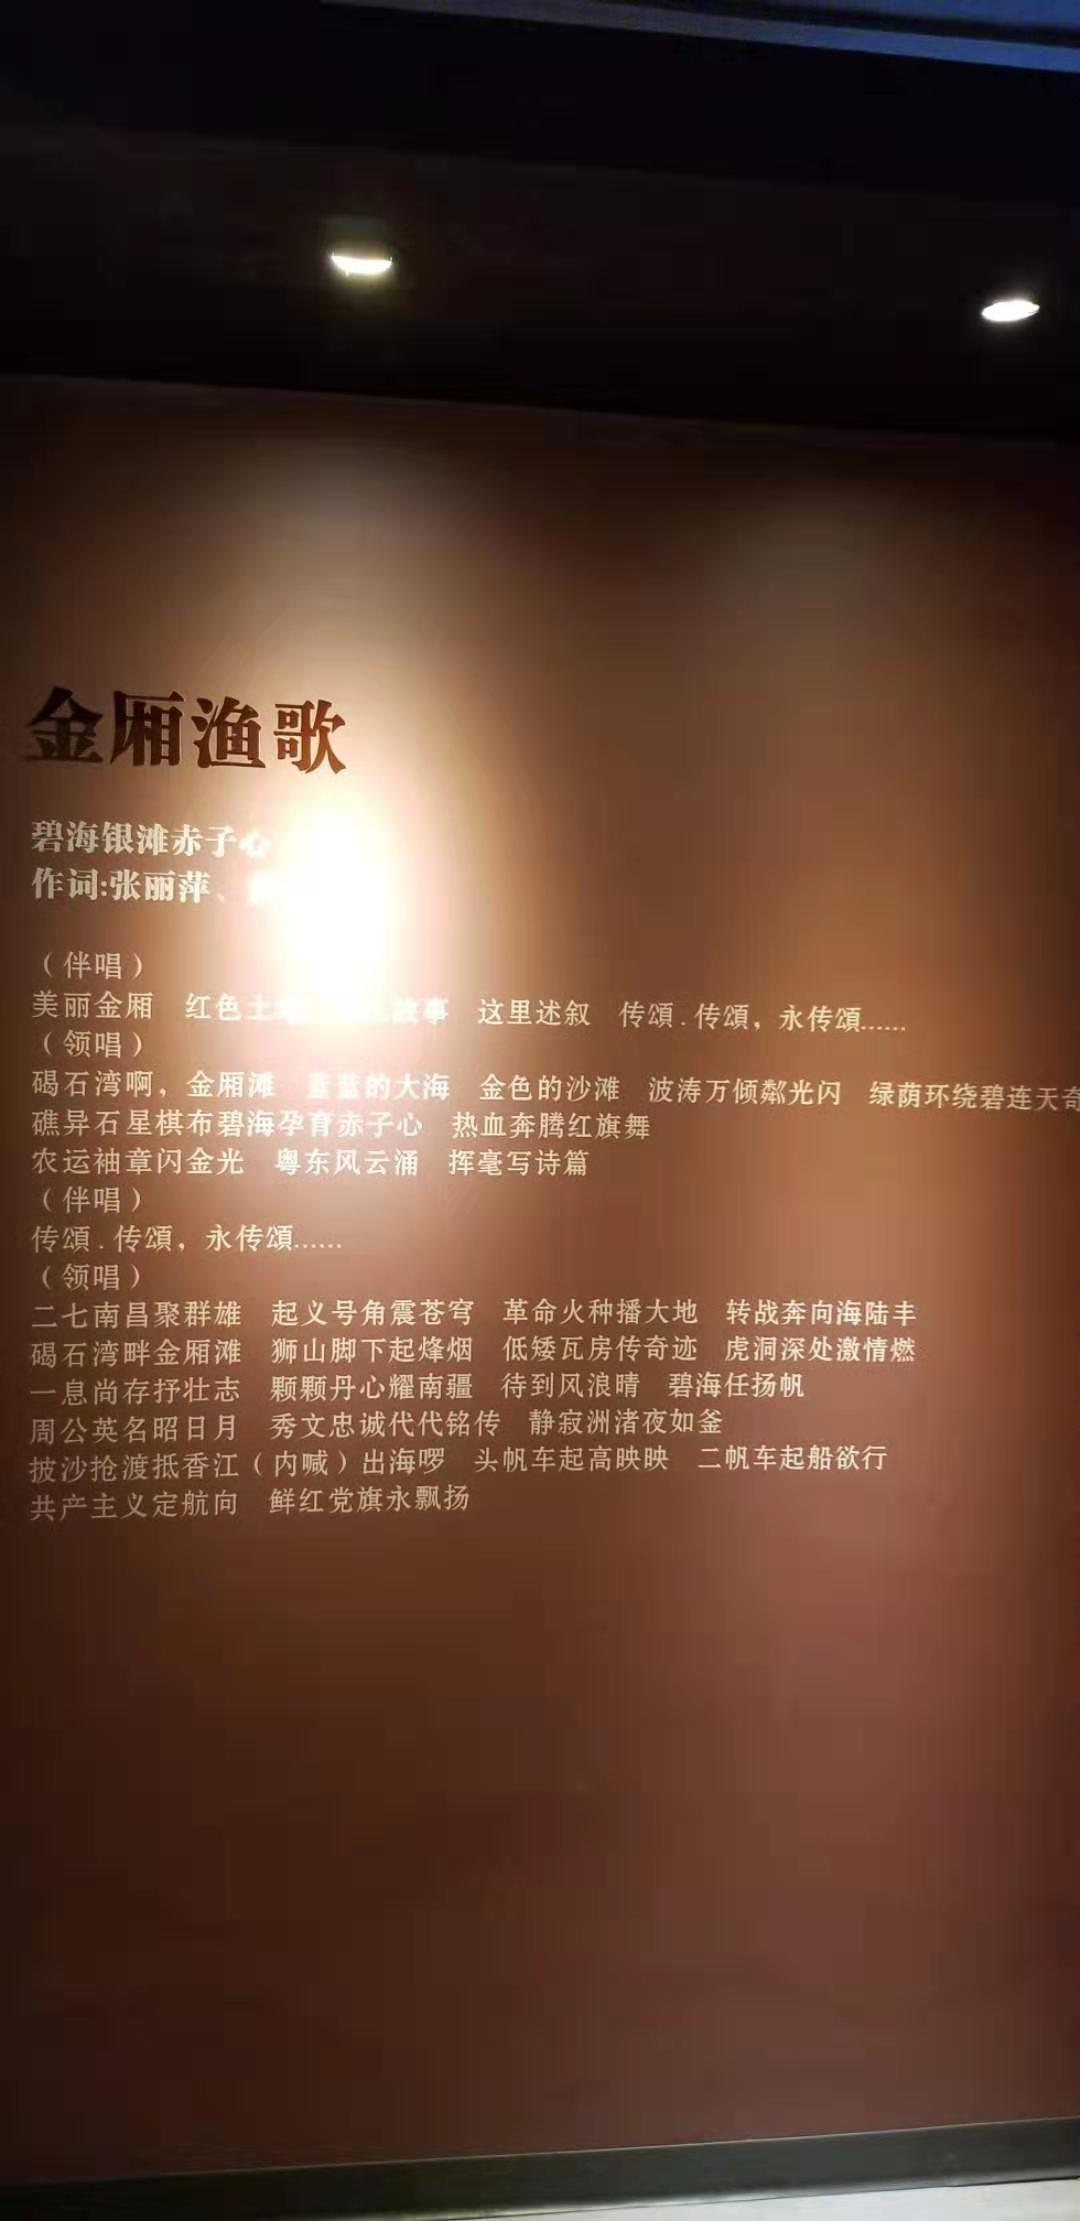 金厢渔歌
碧海银滩赤子心
作词:张丽萍、
（伴唱）
美丽金厢 红色土 故事 这里述叙 传頌.传頌，永传頌......
（领唱）
碣石湾啊，金厢滩 蓝蓝的大海 金色的沙滩 波涛万倾粼光闪 绿荫环绕碧连天奇
礁异石星棋布碧海孕育赤子心 热血奔腾红旗舞
农运袖章闪金光 粤东风云涌 挥毫写诗篇
（伴唱）
传頌.传頌，永传頌......
（领唱）
二七南昌聚群雄 起义号角震苍穹 革命火种播大地 转战奔向海陆丰
碣石湾畔金厢滩 狮山脚下起烽烟 低矮瓦房传奇迹 虎洞深处激情燃
一息尚存抒壮志 颗颗丹心耀南疆 待到风浪晴 碧海任扬帆
周公英名昭日月 秀文忠诚代代铭传 静寂洲渚夜如釜
披沙抢渡抵香江（内喊）出海啰 头帆车起高映映 二帆车起船欲行
共产主义定航向 鲜红党旗永飘扬